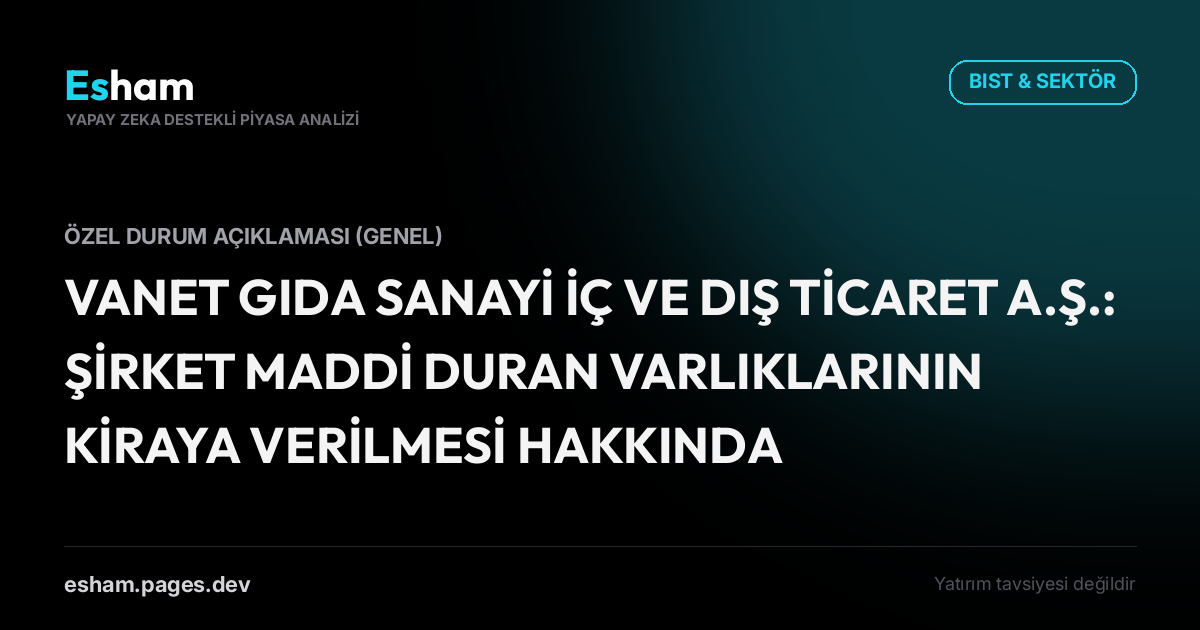 Esham
BIST & SEKTÖR
YAPAY ZEKA DESTEKLİ PİYASA ANALİZİ
ÖZEL DURUM AÇIKLAMASI (GENEL)
VANET GIDA SANAYİ İÇ VE DIŞ TİCARET A.Ş.:
ŞİRKET MADDİ DURAN VARLIKLARININ
KİRAYA VERİLMESİ HAKKINDA
esham.pages.dev
Yatırım tavsiyesi değildir